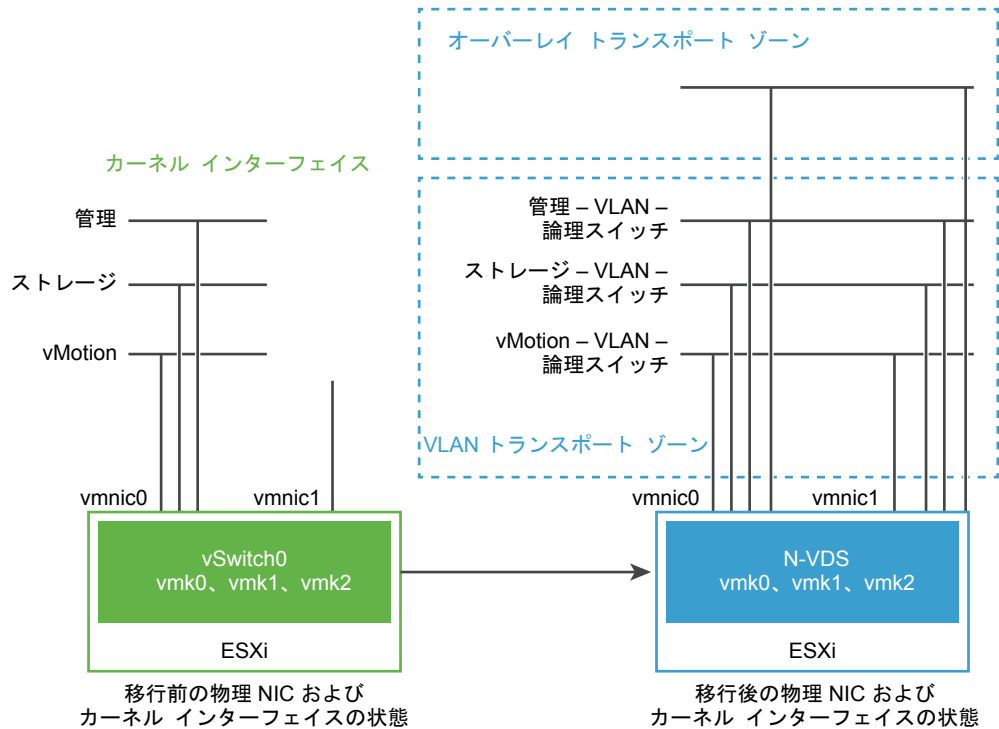 オーバーレイ トランスポート ゾーン
カーネル インターフェイス
管理
ストレージ
vMotion
管理 – VLAN –
論理スイッチ
ストレージ – VLAN –
論理スイッチ
vMotion – VLAN –
論理スイッチ
VLAN トランスポート ゾーン
vmnic0
vmnic1
vmnic0
vmnic1
vSwitch0
vmk0、vmk1、vmk2
ESXi
N-VDS
vmk0、vmk1、vmk2
ESXi
移行前の物理 NIC および
カーネル インターフェイスの状態
移行後の物理 NIC および
カーネル インターフェイスの状態